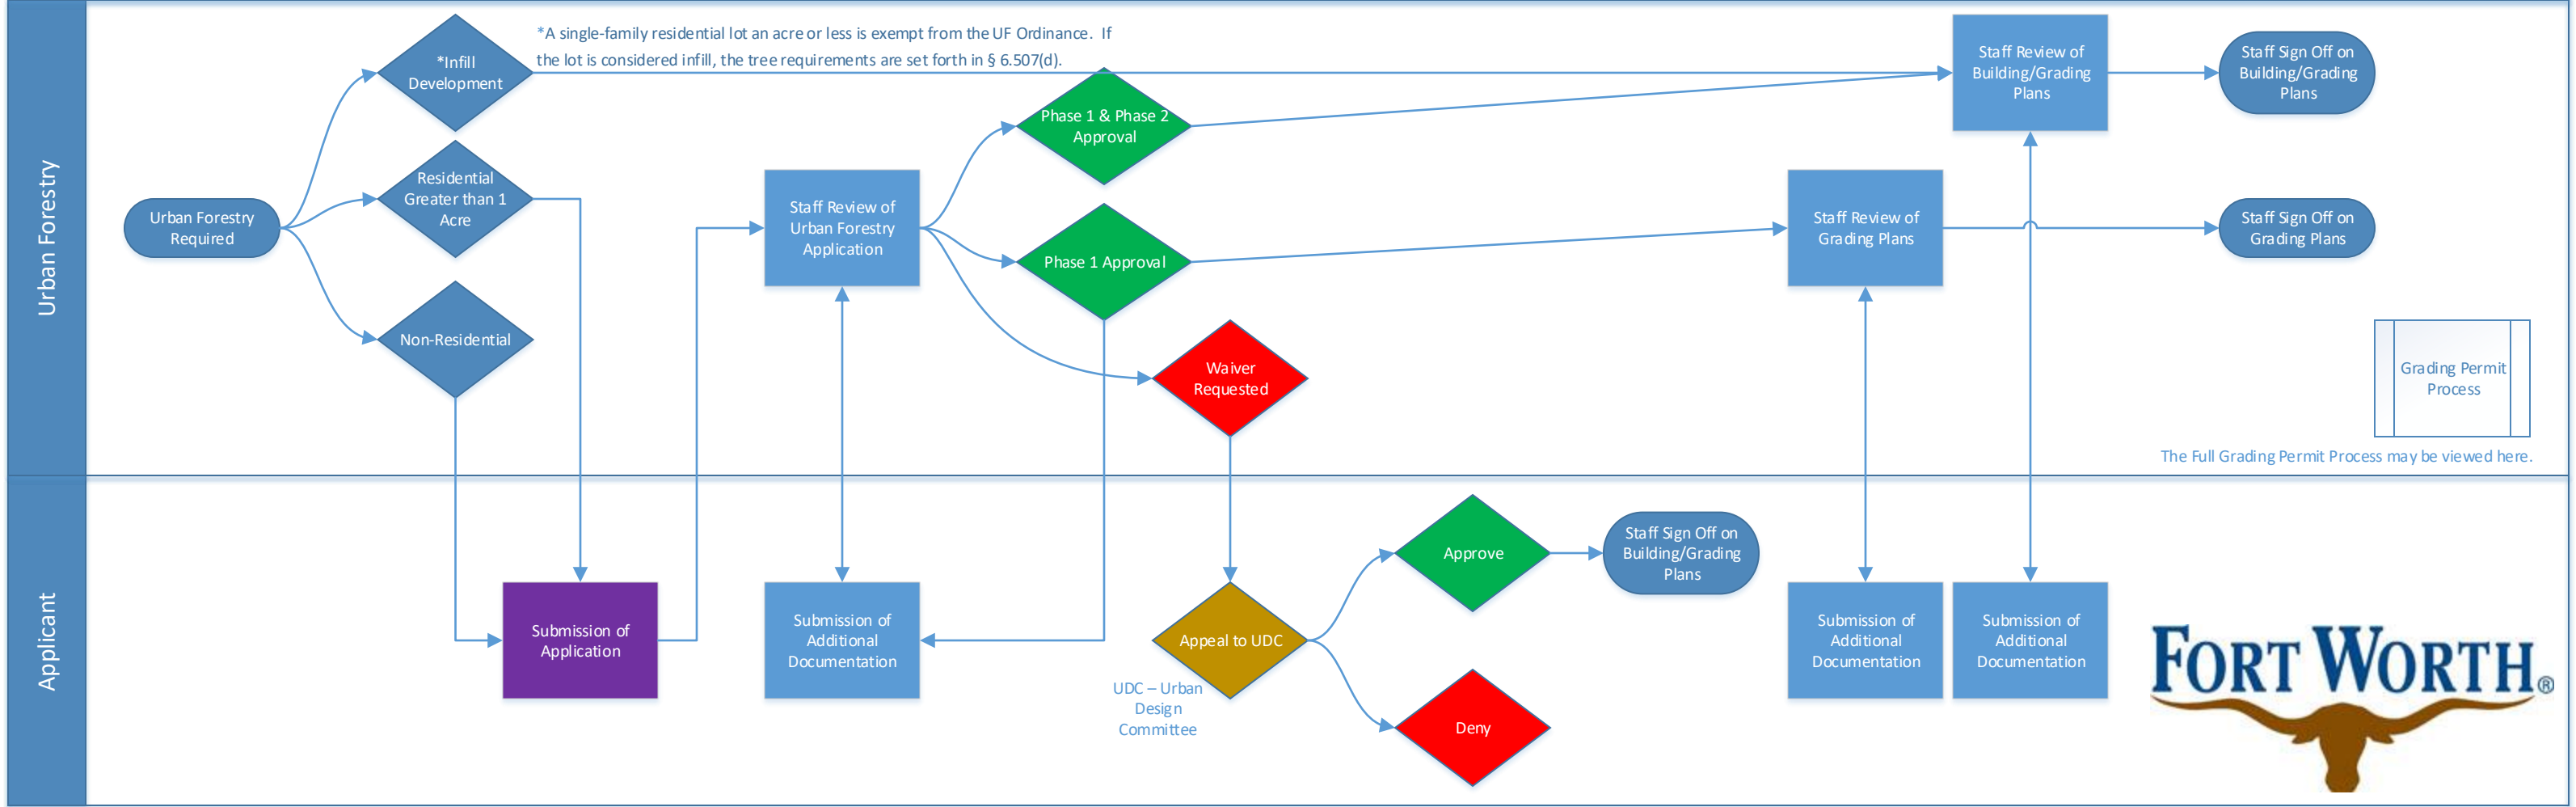 Urban Forestry
Applicant
*A single-family residential lot an acre or less is exempt from the UF Ordinance. If
the lot is considered infill, the tree requirements are set forth in § 6.507(d).
*Infill
Development
Residential
Greater than 1
Acre
Urban Forestry
Required
Non-Residential
Staff Review of
Urban Forestry
Application
Phase 1 & Phase 2
Approval
Phase 1 Approval
Waiver
Requested
Staff Review of
Building/Grading
Plans
Staff Sign Off on
Building/Grading
Plans
Staff Review of
Grading Plans
Staff Sign Off on
Grading Plans
Grading Permit
Process
The Full Grading Permit Process may be viewed here.
Submission of
Application
Submission of
Additional
Documentation
Appeal to UDC
UDC – Urban
Design
Committee
Approve
Deny
Staff Sign Off on
Building/Grading
Plans
Submission of
Additional
Documentation
Submission of
Additional
Documentation
FORT WORTH®